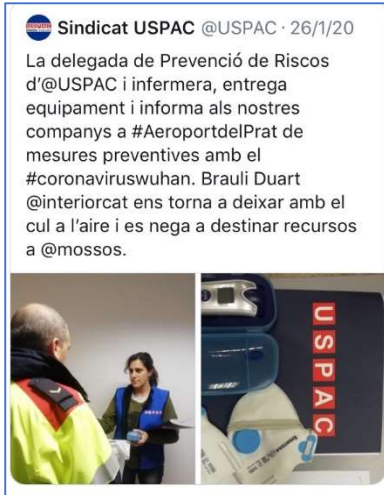 Sindicat USPAC @USPAC · 26/1/20
La delegada de Prevenció de Riscos
d'@USPAC i infermera, entrega
equipament i informa als nostres
companys a #AeroportdelPrat de
mesures preventives amb el
#coronaviruswuhan. Brauli Duart
@interiorcat ens torna a deixar amb el
cul a l'aire i es nega a destinar recursos
a @mossos.
USPAC
USPAC